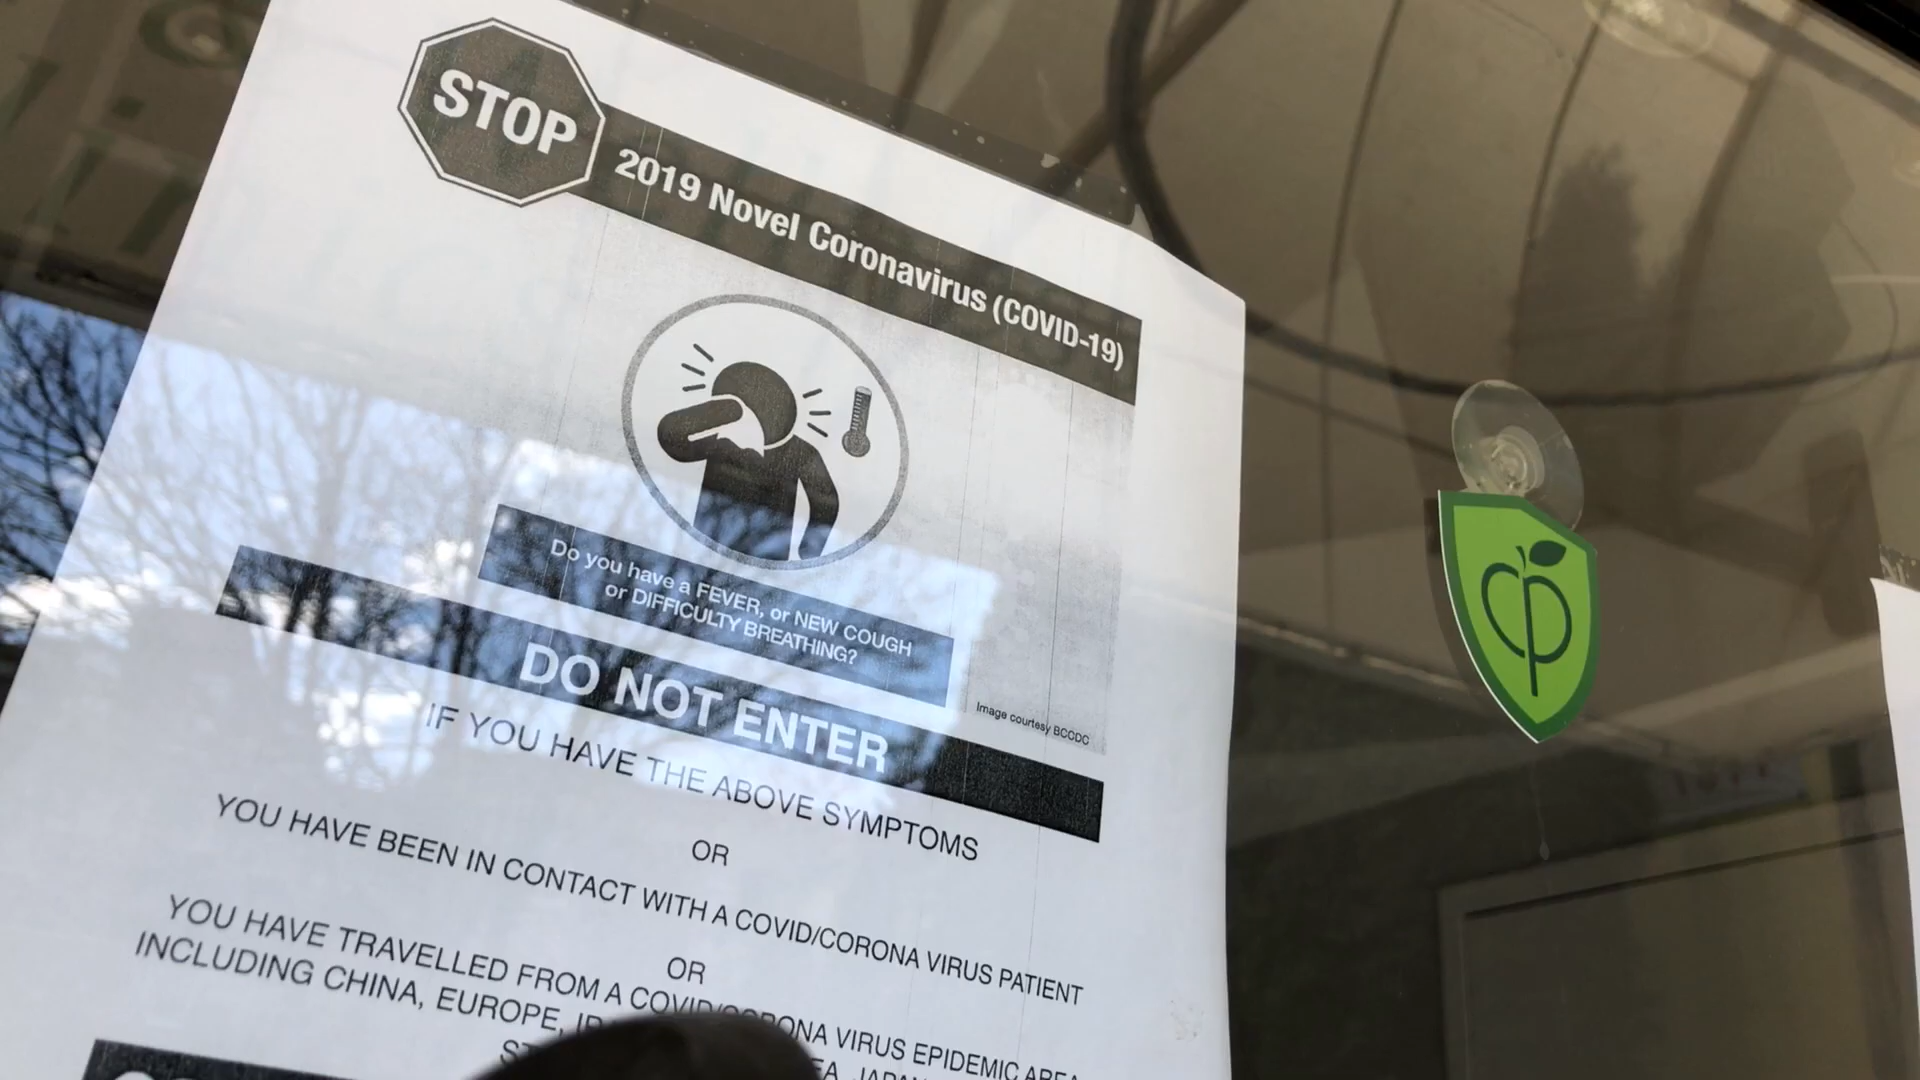 STOP
2019 Novel Coronavirus (COVID-19)
Do you have a FEVER, or NEW COUGH
or DIFFICULTY BREATHING?
Image courtesy BCCDC
DO NOT ENTER
IF YOU HAVE THE ABOVE SYMPTOMS
OR
YOU HAVE BEEN IN CONTACT WITH A COVID/CORONA VIRUS PATIENT
OR
YOU HAVE TRAVELLED FROM A COVID/CORONA VIRUS EPIDEMIC AREA
INCLUDING CHINA, EUROPE,
cp